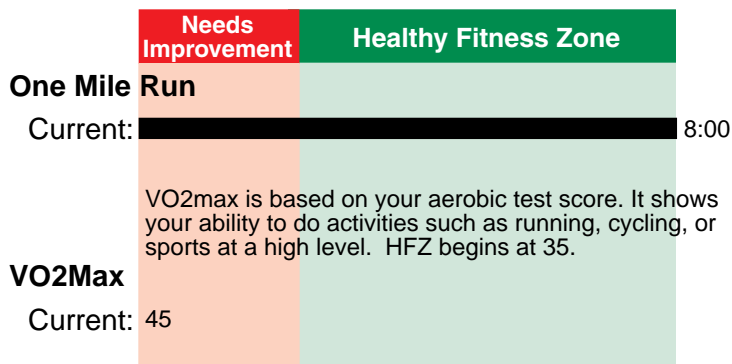 Needs
Improvement
Healthy Fitness Zone
One Mile Run
Current:
8:00
VO2max is based on your aerobic test score. It shows
your ability to do activities such as running, cycling, or
sports at a high level.  HFZ begins at 35.
VO2Max
Current: 45